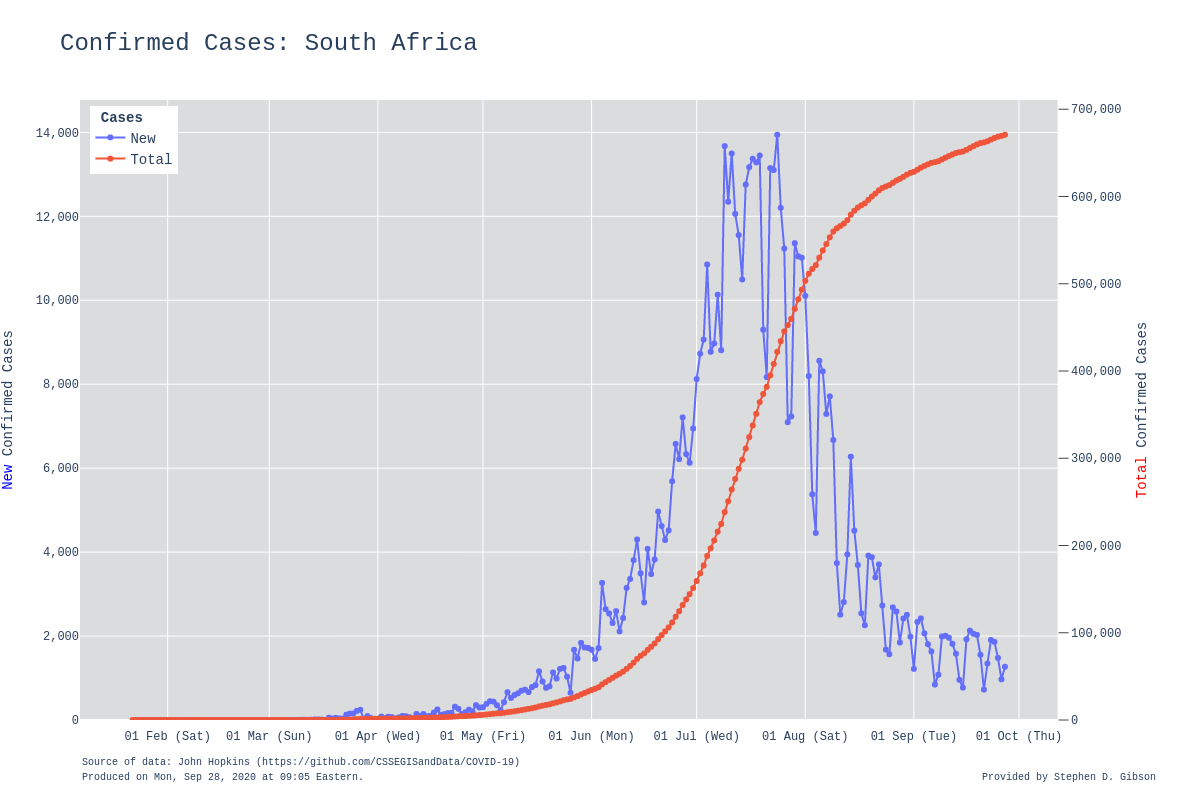 Confirmed Cases: South Africa
Cases
New
Total
14,000
12,000
10,000
8,000
6,000
4,000
2,000
0
New Confirmed Cases
700,000
600,000
500,000
400,000
300,000
200,000
100,000
0
Total Confirmed Cases
01 Feb (Sat) 01 Mar (Sun) 01 Apr (Wed) 01 May (Fri) 01 Jun (Mon) 01 Jul (Wed) 01 Aug (Sat) 01 Sep (Tue) 01 Oct (Thu)
Source of data: John Hopkins (https://github.com/CSSEGISandData/COVID-19)
Produced on Mon, Sep 28, 2020 at 09:05 Eastern.
Provided by Stephen D. Gibson